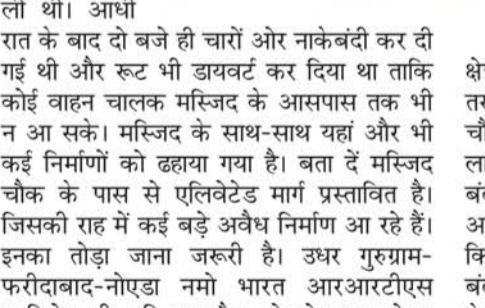 ली थी। आधी
रात के बाद दो बजे ही चारों ओर नाकेबंदी कर दी
गई थी और रूट भी डायवर्ट कर दिया था ताकि
कोई वाहन चालक मस्जिद के आसपास तक भी
न आ सके। मस्जिद के साथ-साथ यहां और भी
कई निर्माणों को ढहाया गया है। बता दें मस्जिद
चौक के पास से एलिवेटेड मार्ग प्रस्तावित है।
जिसकी राह में कई बड़े अवैध निर्माण आ रहे हैं।
इनका तोड़ा जाना जरूरी है। उधर गुरुग्राम-
फरीदाबाद-नोएडा नमो भारत आरआरटीएस